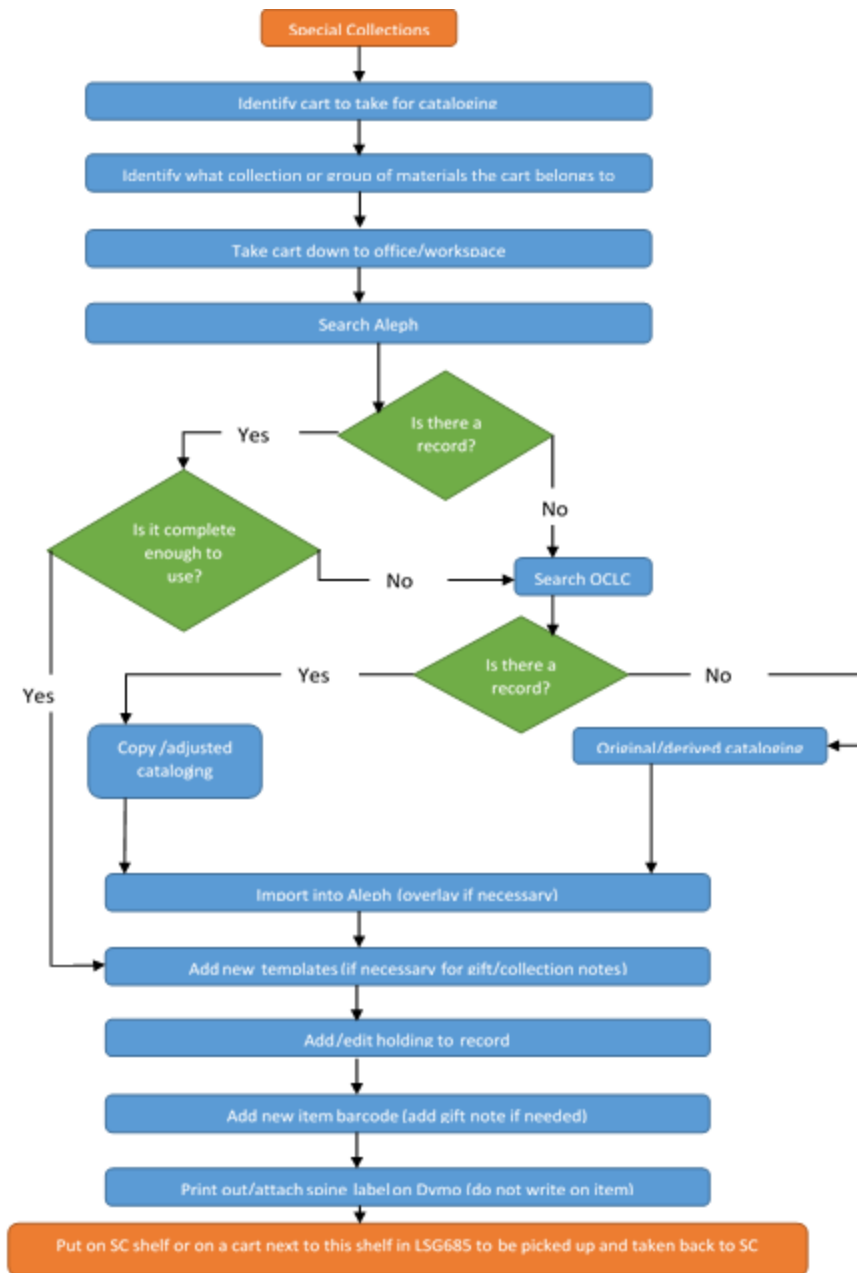 Special Collections
Identify cart to take for cataloging
Identify what collection or group of materials the cart belongs to
Take cart down to office/workspace
Search Aleph
Is there a
record?
Yes
No
Is it complete
enough to
use?
No
Search OCLC
Is there a
record?
Yes
No
Yes
Copy/adjusted
cataloging
Original/derived cataloging
Import into Aleph (overlay if necessary)
Add new templates (if necessary for gift/collection notes)
Add/edit holding to record
Add new item barcode (add gift note if needed)
Print out/attach spine label on Dymo (do not write on item)
Put on SC shelf or on a cart next to this shelf in LSG685 to be picked up and taken back to SC